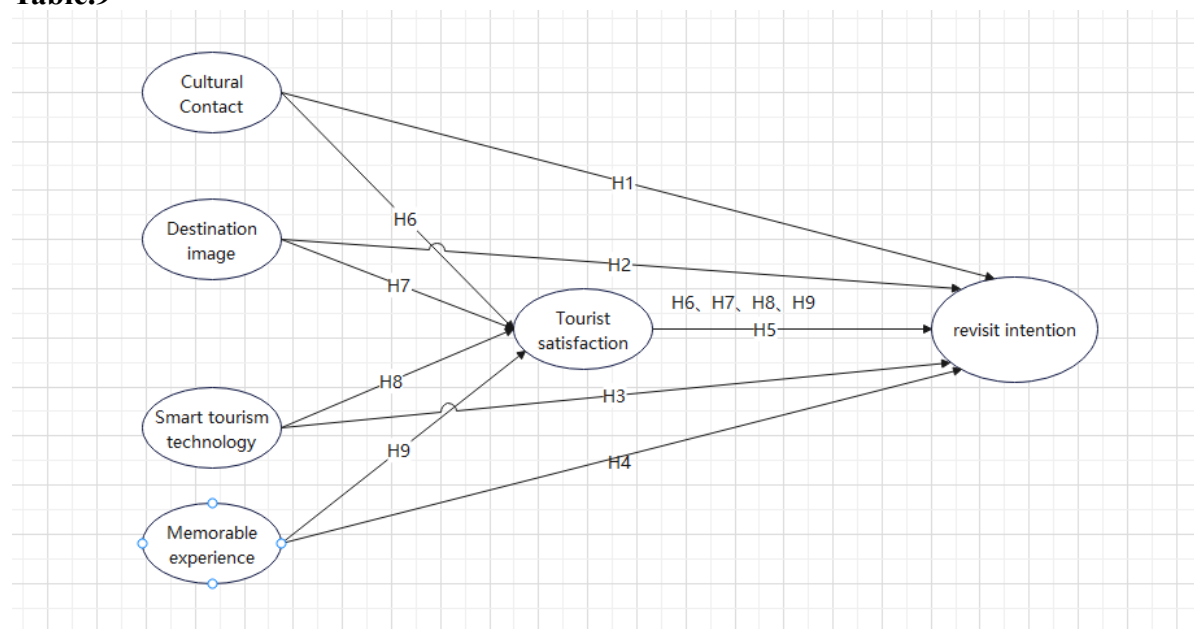 Table.9
Cultural
Contact
H1
H6
Destination
image
H2
H7
H6、H7、H8、H9
Tourist
satisfaction
H5
revisit intention
H8
H3
Smart tourism
technology
H9
H4
Memorable
experience